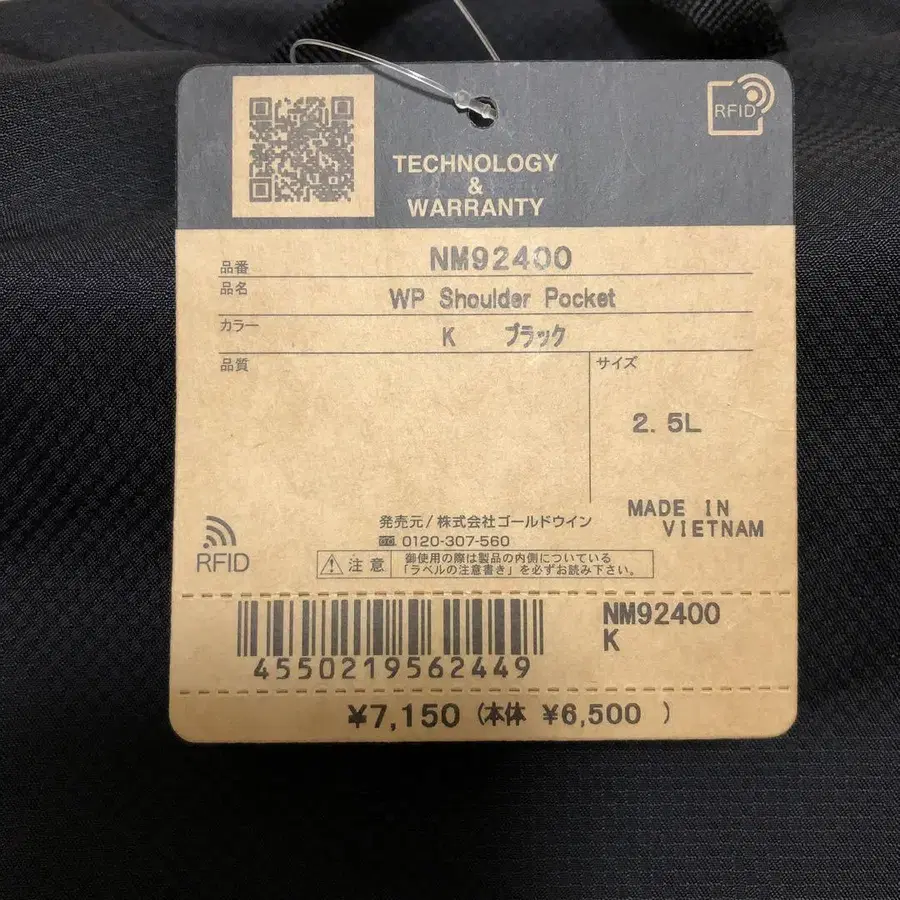 RFID
TECHNOLOGY
&
WARRANTY
品番 NM92400
品名 WP Shoulder Pocket
カラー K ブラック
品質
サイズ
2.5L
MADE IN
VIETNAM
発売元/株式会社ゴールドウイン
0120-307-560
RFID
注意
御使用の際は製品の内側についている
「ラベルの注意書き」を必ずお読み下さい。
NM92400
K
4550219562449
¥7,150 (本体 ¥6,500 )